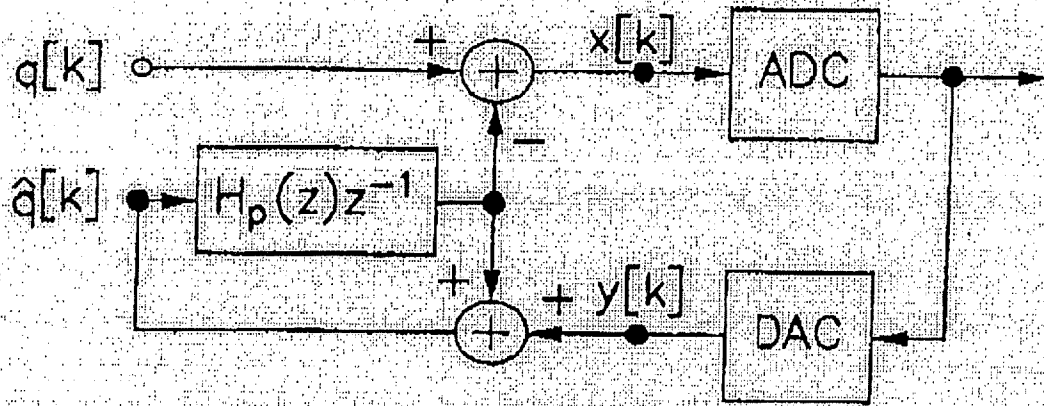 + x[k]
q[k] + ADC
−
q̂[k] H_p(z)z⁻¹
+ + y[k]
+ DAC